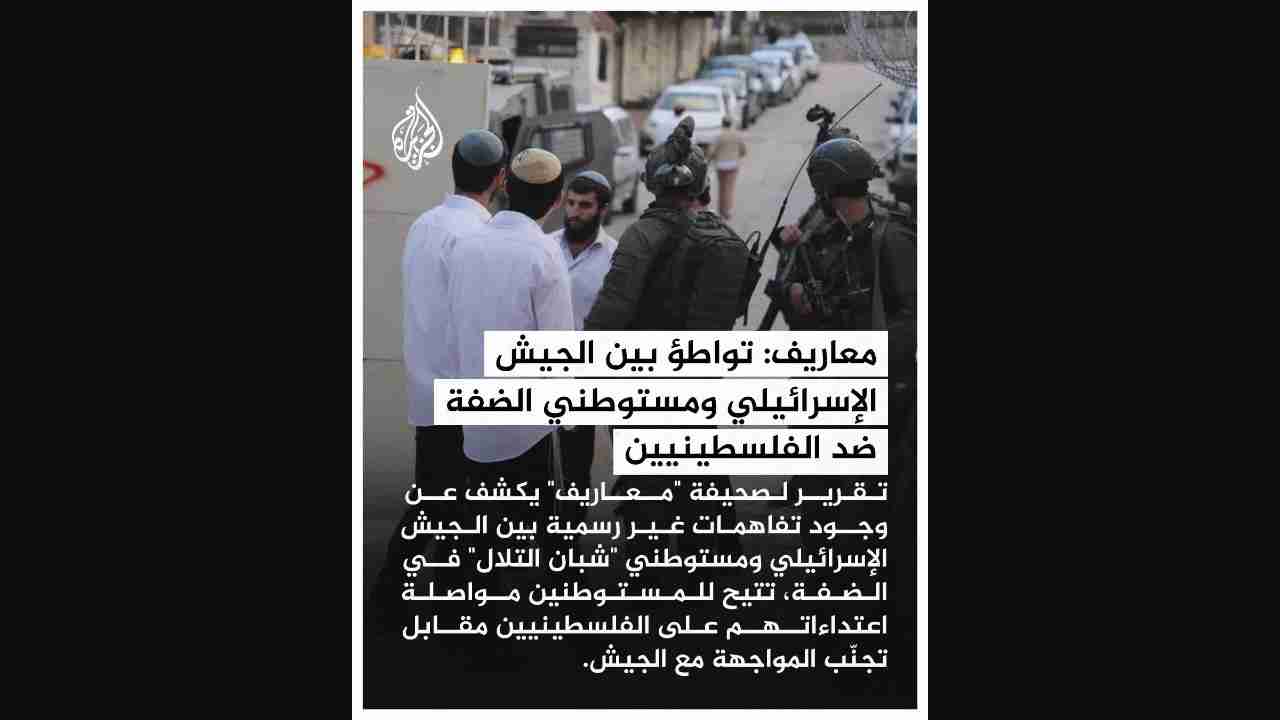 الجزيرة
معاريف: تواطؤ بين الجيش
الإسرائيلي ومستوطني الضفة
ضد الفلسطينيين
تقرير لصحيفة "معاريف" يكشف عن
وجود تفاهمات غير رسمية بين الجيش
الإسرائيلي ومستوطني "شبان التلال" في
الضفة، تتيح للمستوطنين مواصلة
اعتداءاتهم على الفلسطينيين مقابل
تجنّب المواجهة مع الجيش.